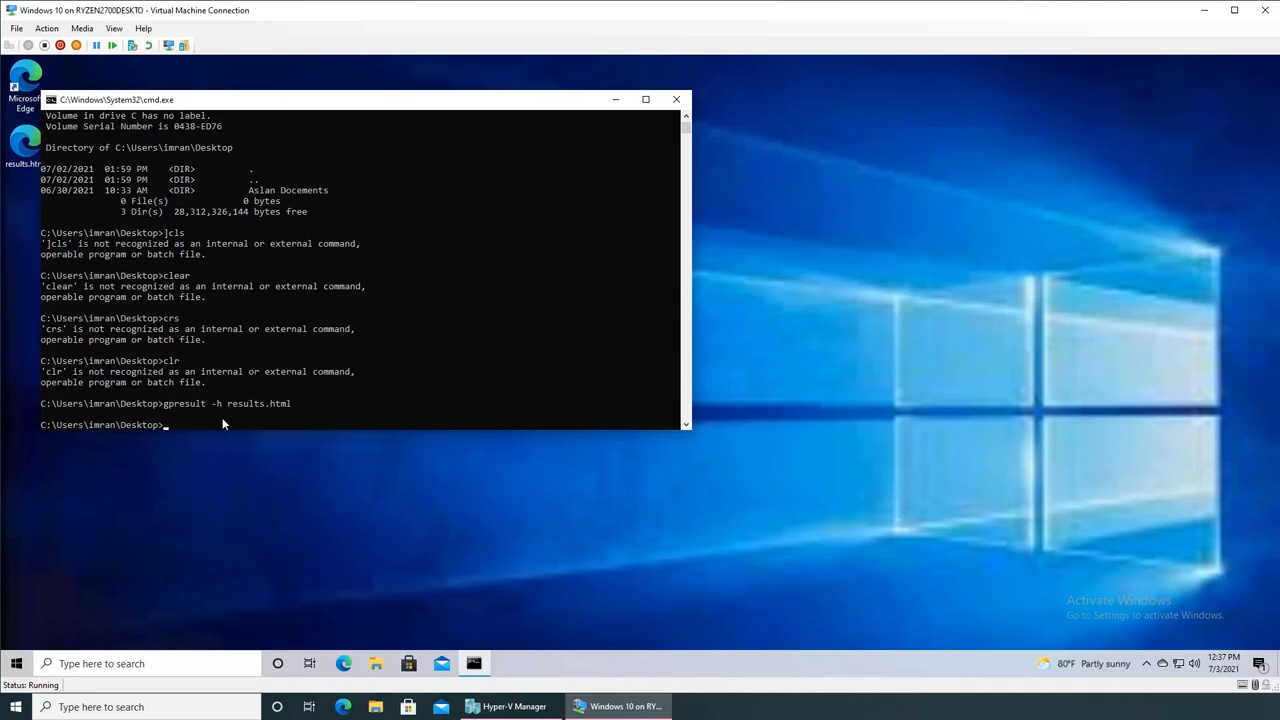 Windows 10 on RYZEN2700DESKTO - Virtual Machine Connection
File Action Media View Help
Microsof
Edge
results.htm
C:\Windows\System32\cmd.exe
Volume in drive C has no label.
Volume Serial Number is 0438-ED76
Directory of C:\Users\imran\Desktop
07/02/2021 01:59 PM <DIR> .
07/02/2021 01:59 PM <DIR> ..
06/30/2021 10:33 AM <DIR> Aslan Docements
0 File(s) 0 bytes
3 Dir(s) 28,312,326,144 bytes free
C:\Users\imran\Desktop>]cls
']cls' is not recognized as an internal or external command,
operable program or batch file.
C:\Users\imran\Desktop>clear
'clear' is not recognized as an internal or external command,
operable program or batch file.
C:\Users\imran\Desktop>crs
'crs' is not recognized as an internal or external command,
operable program or batch file.
C:\Users\imran\Desktop>clr
'clr' is not recognized as an internal or external command,
operable program or batch file.
C:\Users\imran\Desktop>gpresult -h results.html
C:\Users\imran\Desktop>
Activate Windows
Go to Settings to activate Windows.
Type here to search
80°F Partly sunny
12:37 PM
7/3/2021
1
Status: Running
Type here to search
Hyper-V Manager
Windows 10 on RY...